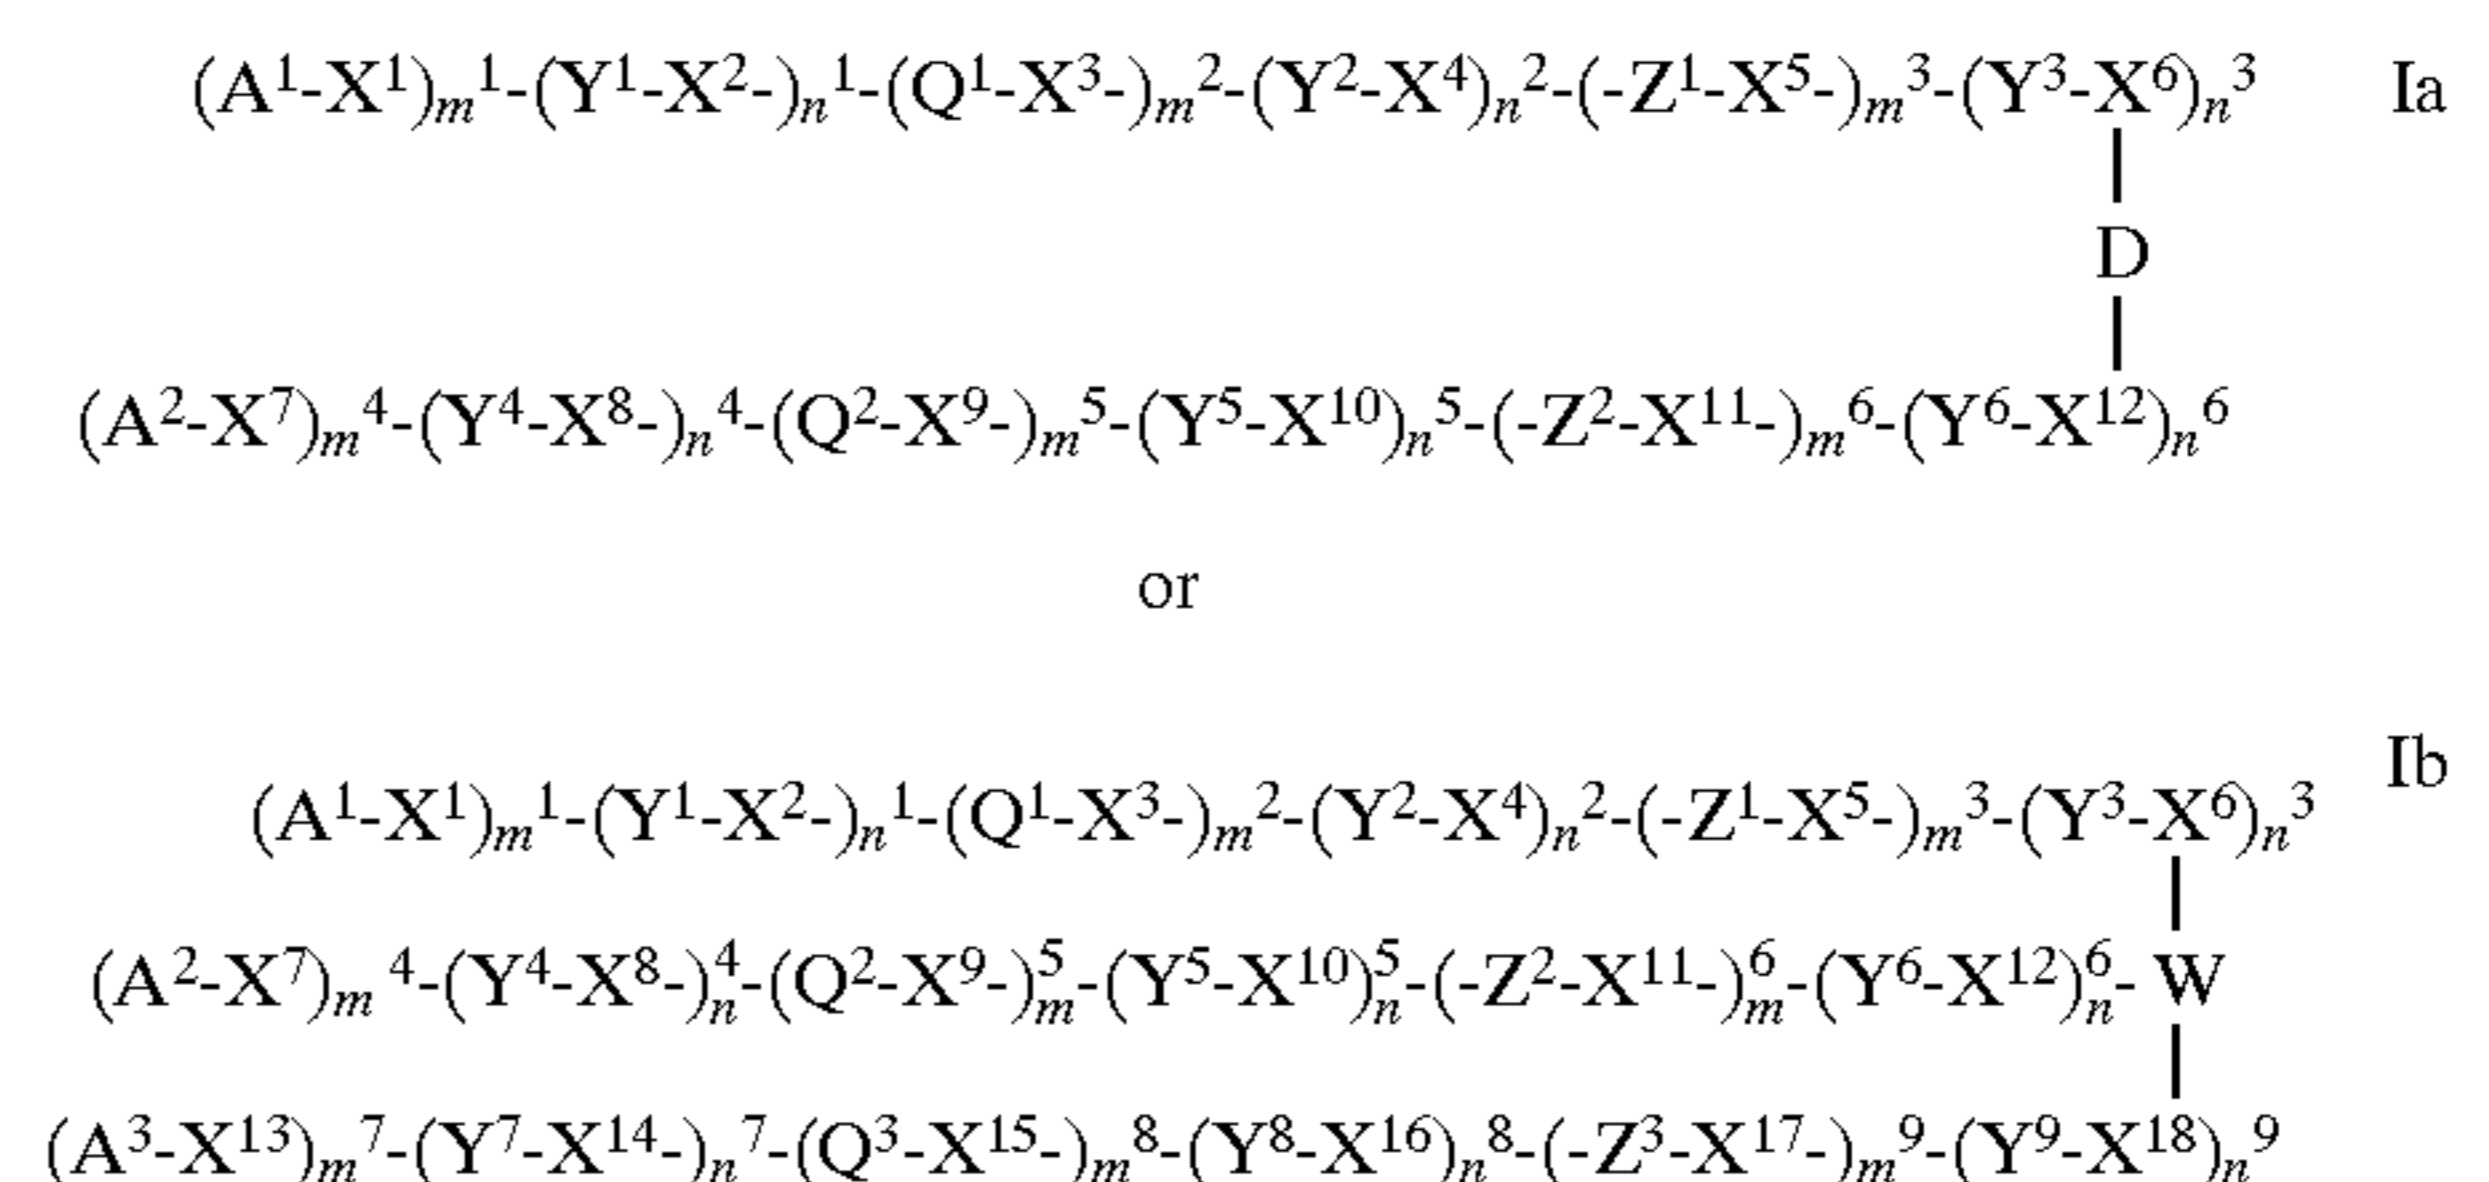 (A¹-X¹)ₘ¹-(Y¹-X²-)ₙ¹-(Q¹-X³-)ₘ²-(Y²-X⁴)ₙ²-(-Z¹-X⁵-)ₘ³-(Y³-X⁶)ₙ³ Ia
D
(A²-X⁷)ₘ⁴-(Y⁴-X⁸-)ₙ⁴-(Q²-X⁹-)ₘ⁵-(Y⁵-X¹⁰)ₙ⁵-(-Z²-X¹¹-)ₘ⁶-(Y⁶-X¹²)ₙ⁶
or
Ib
(A¹-X¹)ₘ¹-(Y¹-X²-)ₙ¹-(Q¹-X³-)ₘ²-(Y²-X⁴)ₙ²-(-Z¹-X⁵-)ₘ³-(Y³-X⁶)ₙ³
(A²-X⁷)ₘ⁴-(Y⁴-X⁸-)ₙ⁴-(Q²-X⁹-)ₘ⁵-(Y⁵-X¹⁰)ₙ⁵-(-Z²-X¹¹-)ₘ⁶-(Y⁶-X¹²)ₙ⁶- W
(A³-X¹³)ₘ⁷-(Y⁷-X¹⁴-)ₙ⁷-(Q³-X¹⁵-)ₘ⁸-(Y⁸-X¹⁶)ₙ⁸-(-Z³-X¹⁷-)ₘ⁹-(Y⁹-X¹⁸)ₙ⁹